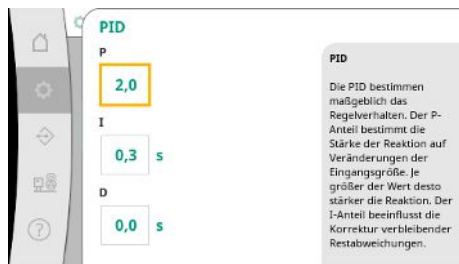 PID
P
2,0
I
0,3 s
D
0,0 s
PID
Die PID bestimmen
maßgeblich das
Regelverhalten. Der P-
Anteil bestimmt die
Stärke der Reaktion auf
Veränderungen der
Eingangsgröße. Je
größer der Wert desto
stärker die Reaktion. Der
I-Anteil beeinflusst die
Korrektur verbleibender
Restabweichungen.
?